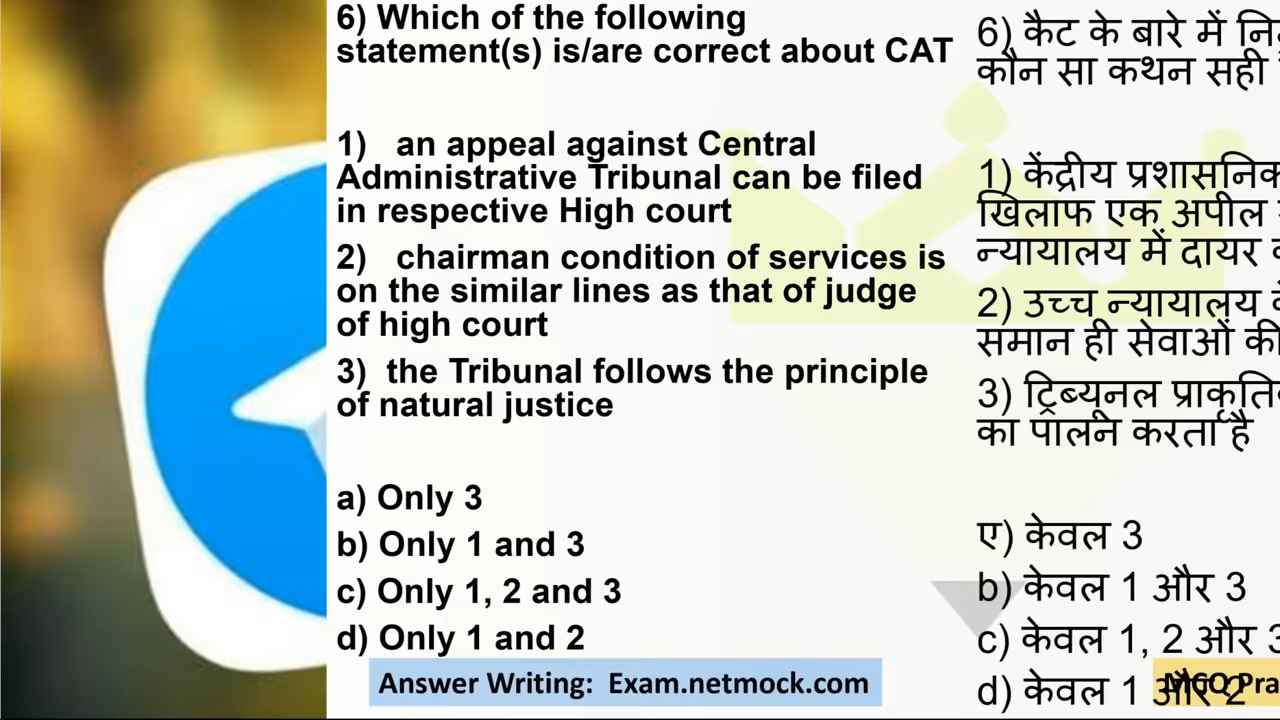 6) Which of the following
statement(s) is/are correct about CAT
1) an appeal against Central
Administrative Tribunal can be filed
in respective High court
2) chairman condition of services is
on the similar lines as that of judge
of high court
3) the Tribunal follows the principle
of natural justice
a) Only 3
b) Only 1 and 3
c) Only 1, 2 and 3
d) Only 1 and 2
Answer Writing: Exam.netmock.com
6) कैट के बारे में
कौन सा कथन सही
1) केंद्रीय प्रशासनिक
खिलाफ एक अपील
न्यायालय में दायर
2) उच्च न्यायालय के
समान ही सेवाओं की
3) ट्रिब्यूनल
का पालन करता है
ए) केवल 3
b) केवल 1 और 3
c) केवल 1, 2 और 3
d) केवल 1 और 2